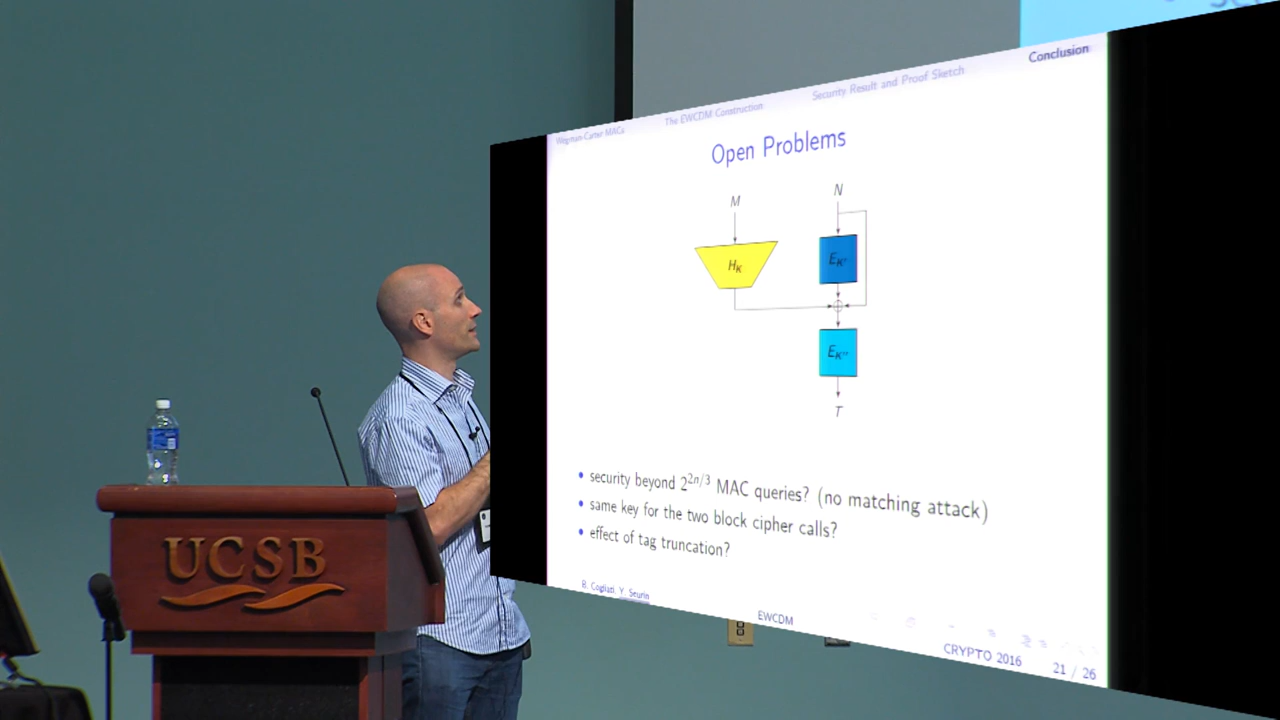 Conclusion
Security Result and Proof Sketch
The EWCDM Construction
Wegman-Carter MACs
Open Problems
M
N
H_K
E_K'
E_K''
T
• security beyond 2^{2n/3} MAC queries? (no matching attack)
• same key for the two block cipher calls?
• effect of tag truncation?
B. Cogliati, Y. Seurin
EWCDM
CRYPTO 2016
21 / 26
UCSB